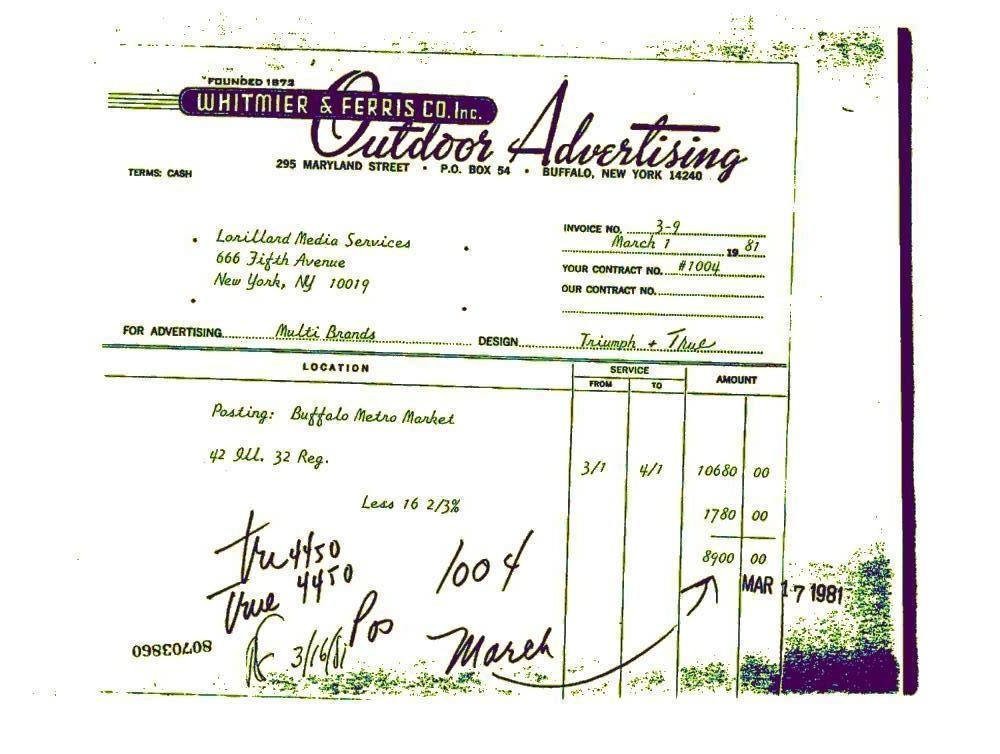 "FOUNDED 1873
WHITMIER & FERRIS CO. Inc.
Outdoor Advertising
295 MARYLAND STREET • P.O. BOX 54 • BUFFALO, NEW YORK 14240
TERMS: CASH
Lorillard Media Services
666 Fifth Avenue
New York, NY 10019
INVOICE NO. 3-9
March 1 19 81
YOUR CONTRACT NO. #1004
OUR CONTRACT NO.
FOR ADVERTISING Multi Brands DESIGN Triumph + True
LOCATION SERVICE AMOUNT
FROM TO
Posting: Buffalo Metro Market
42 Ill. 32 Reg. 3/1 4/1 10680 00
Less 16 2/3% 1780 00
8900 00
Tri 4450
True 4450
1004
MAR 17 1981
Pos
3/16/81
March
80703860